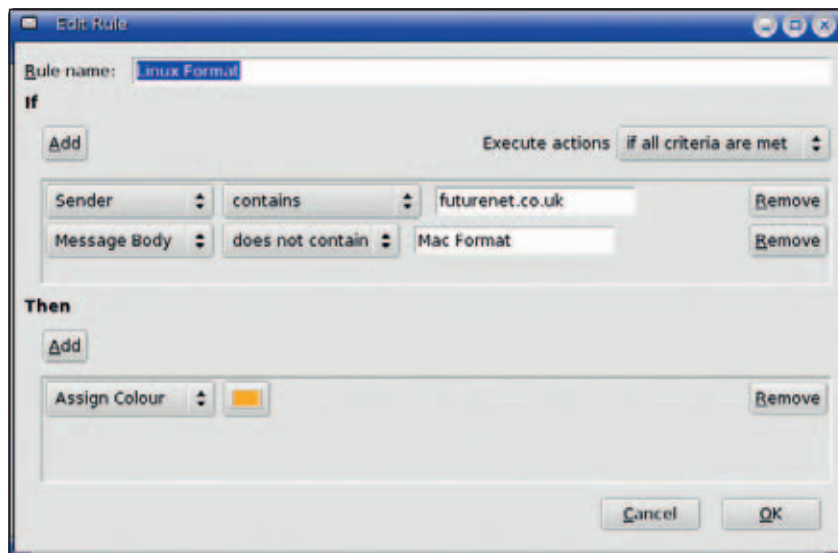 Edit Rule
Rule name: Linux Format
If
Add Execute actions if all criteria are met
Sender contains futurenet.co.uk Remove
Message Body does not contain Mac Format Remove
Then
Add
Assign Colour Remove
Cancel OK